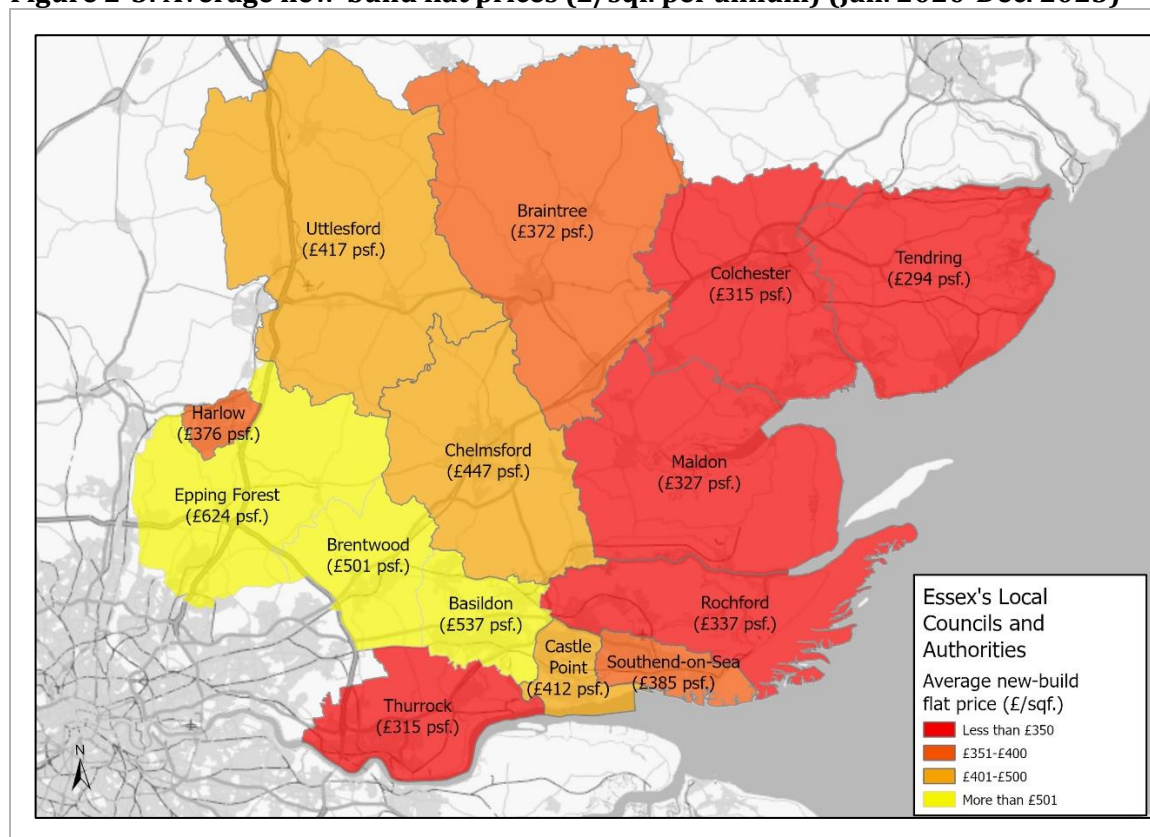 Figure Average new-build flat prices (£/sqf. per annum) (Jan. 2020-Dec. 2023)
Uttlesford
(£417 psf.)
Braintree
(£372 psf.)
Colchester
(£315 psf.)
Tendring
(£294 psf.)
Harlow
(£376 psf.)
Chelmsford
(£447 psf.)
Maldon
(£327 psf.)
Epping Forest
(£624 psf.)
Brentwood
(£501 psf.)
Basildon
(£537 psf.)
Rochford
(£337 psf.)
Castle
Point
(£412 psf.)
Southend-on-Sea
(£385 psf.)
Thurrock
(£315 psf.)
N
Essex's Local
Councils and
Authorities
Average new-build
flat price (£/sqf.)
Less than £350
£351-£400
£401-£500
More than £501